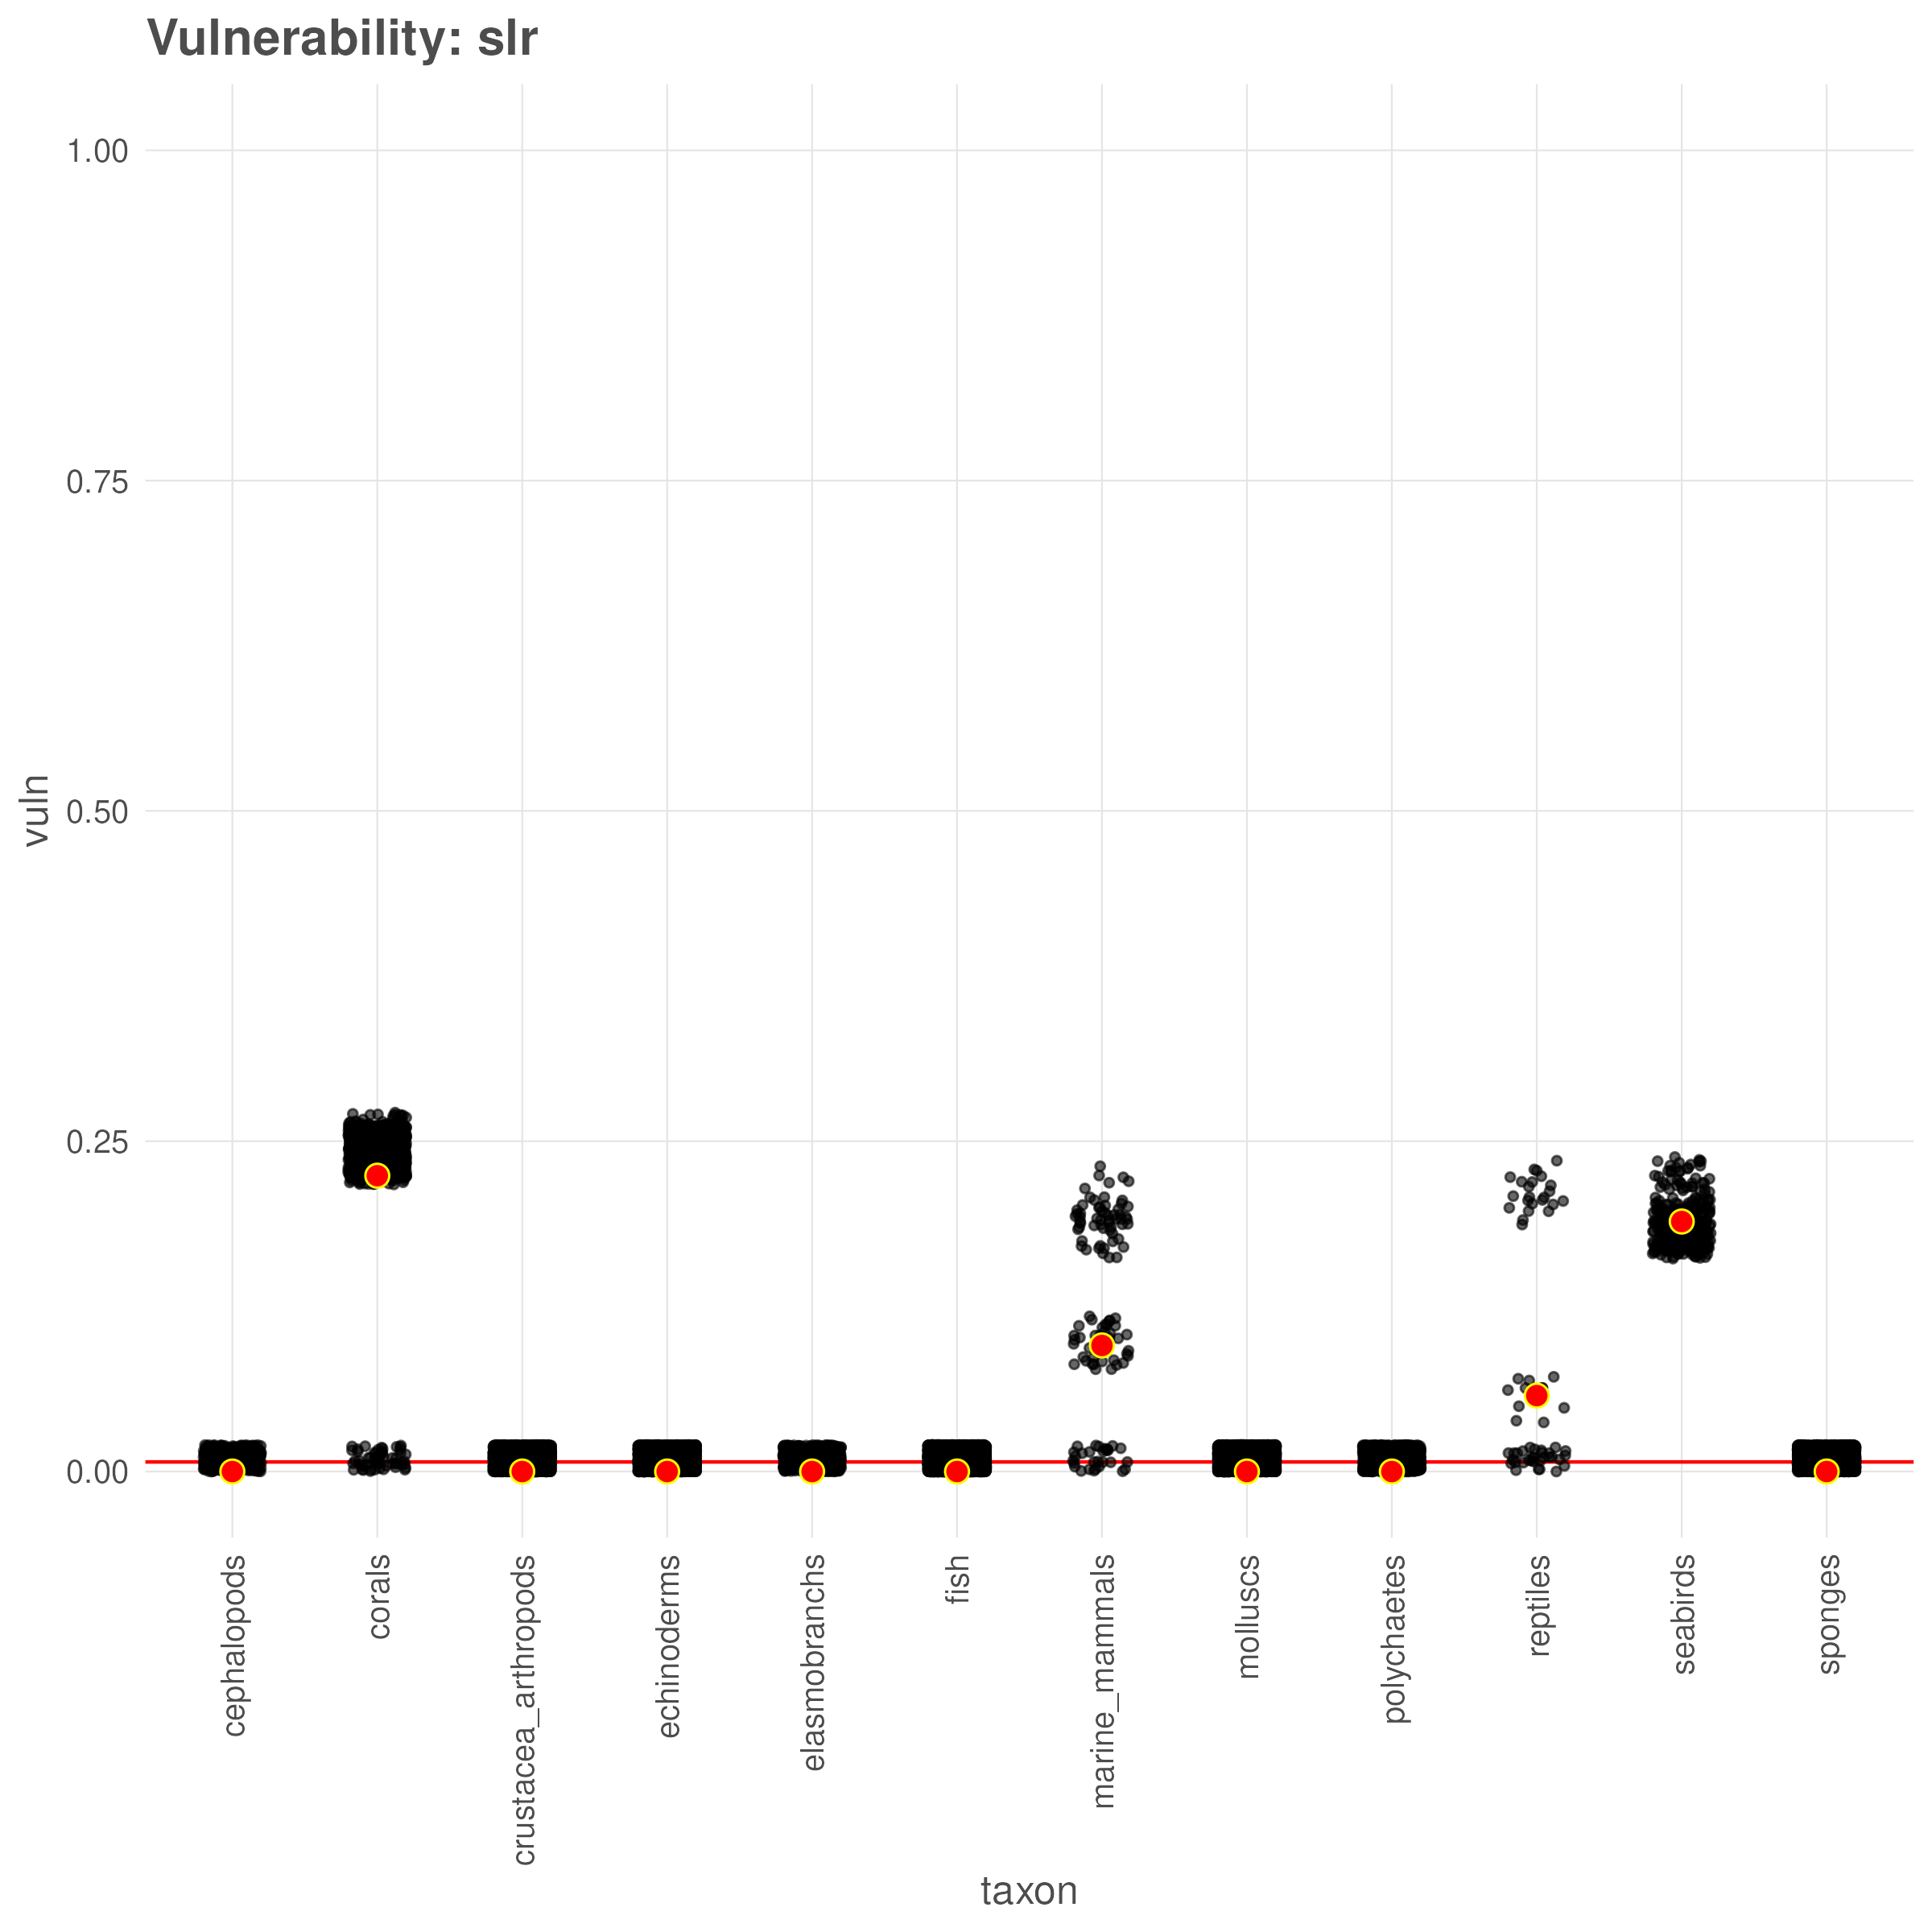 Vulnerability: slr
1.00
0.75
0.50
0.25
0.00
vuln
cephalopods
corals
crustacea_arthropods
echinoderms
elasmobranchs
fish
marine_mammals
molluscs
polychaetes
reptiles
seabirds
sponges
taxon